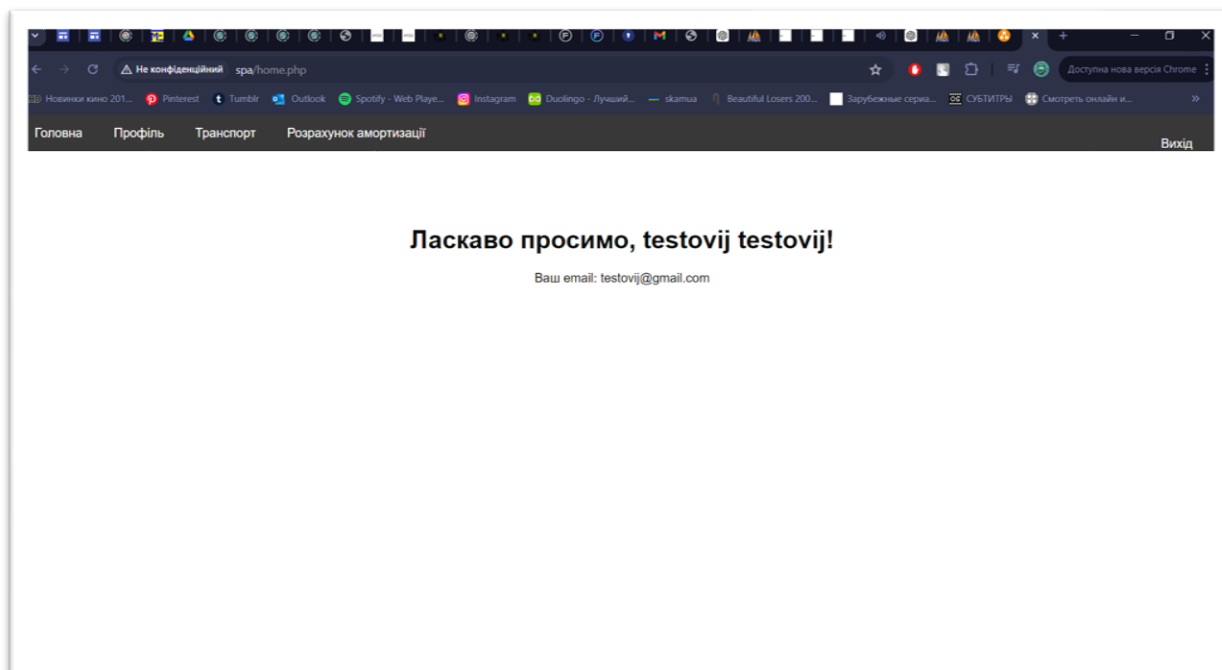 Не конфіденційний spa/home.php Доступна нова версія Chrome
Новинки кино 201... Pinterest Tumblr Outlook Spotify - Web Playe... Instagram Duolingo - Лучший... skamua Beautiful Losers 200... Зарубежные сериа... СУБТИТРЫ Смотреть онлайн и...
Головна Профіль Транспорт Розрахунок амортизації
Вихід
Ласкаво просимо, testovij testovij!
Ваш email: testovij@gmail.com